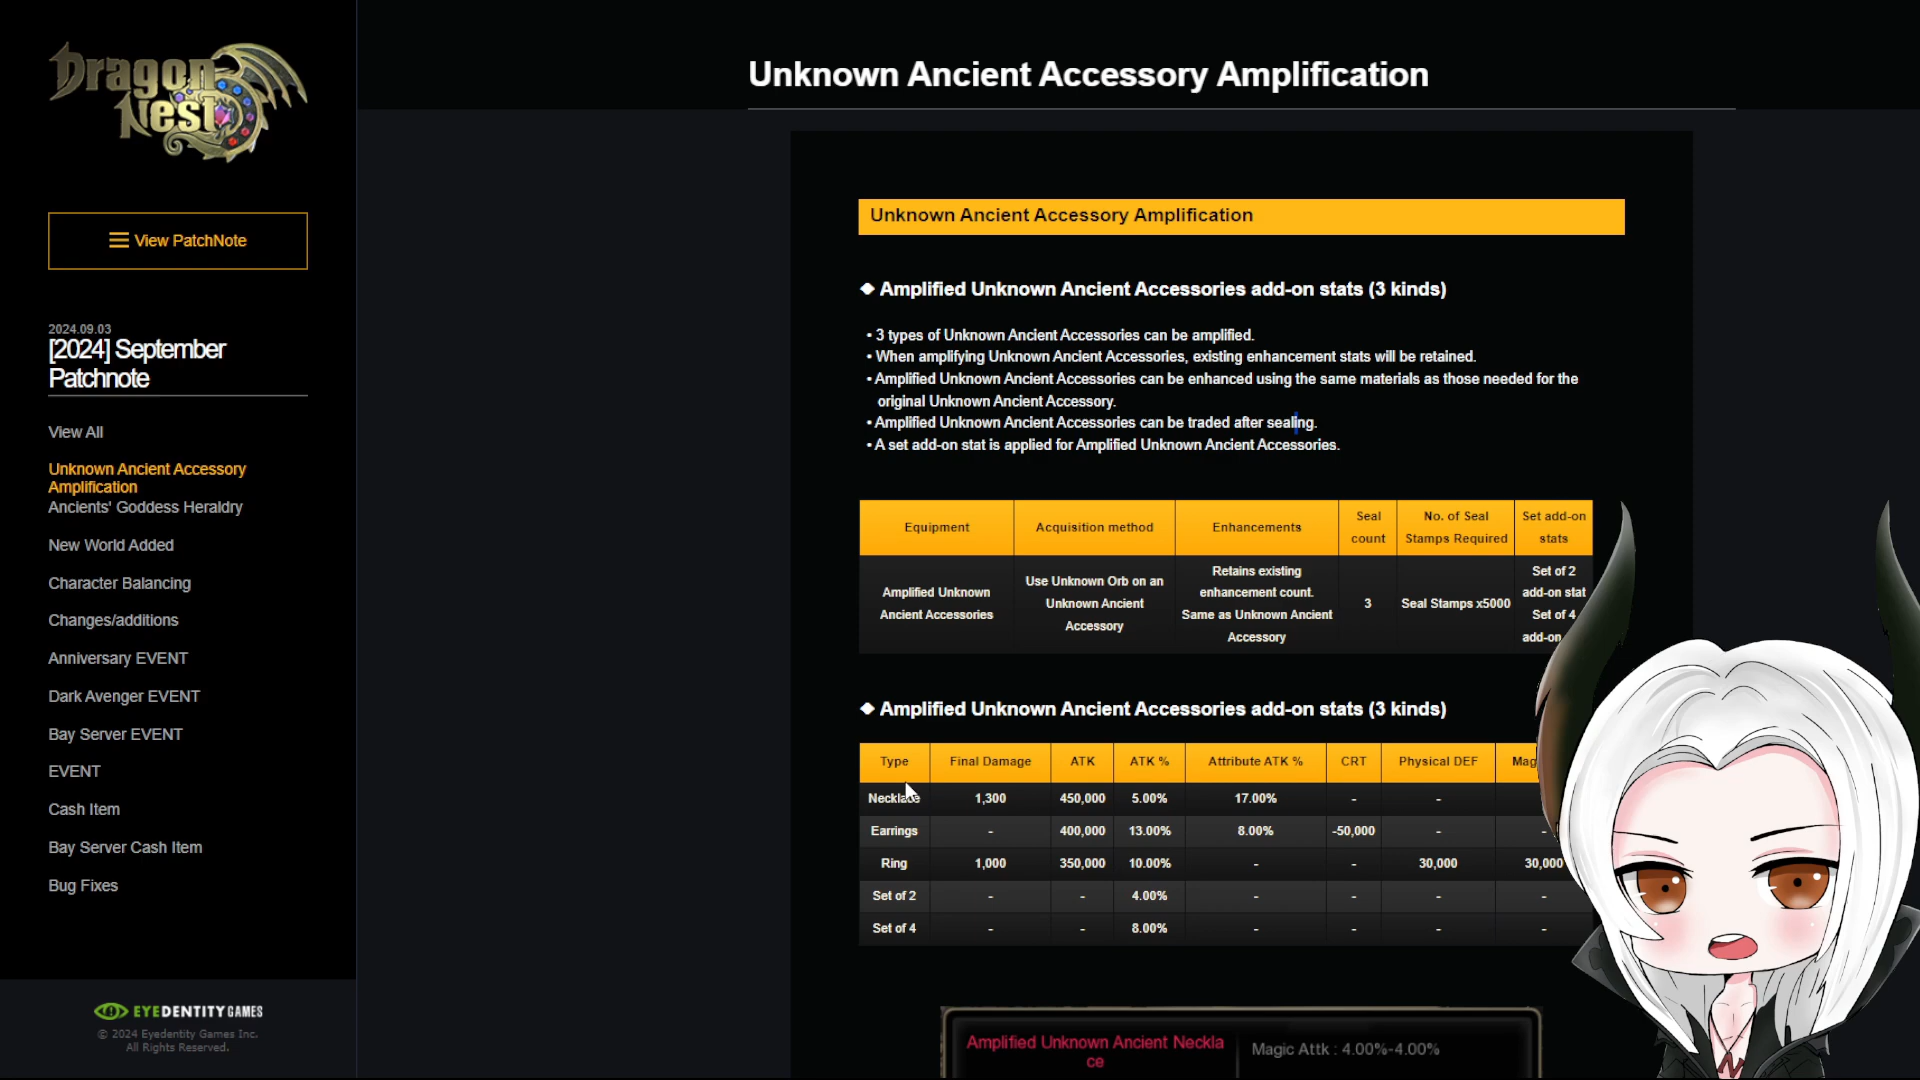 Dragon Nest
Unknown Ancient Accessory Amplification
View PatchNote
2024.09.03
[2024] September
Patchnote
View All
Unknown Ancient Accessory
Amplification
Ancients' Goddess Heraldry
New World Added
Character Balancing
Changes/additions
Anniversary EVENT
Dark Avenger EVENT
Bay Server EVENT
EVENT
Cash Item
Bay Server Cash Item
Bug Fixes
EYEDENTITY GAMES
© 2024 Eyedentity Games Inc.
All Rights Reserved.
Unknown Ancient Accessory Amplification
◆ Amplified Unknown Ancient Accessories add-on stats (3 kinds)
• 3 types of Unknown Ancient Accessories can be amplified.
• When amplifying Unknown Ancient Accessories, existing enhancement stats will be retained.
• Amplified Unknown Ancient Accessories can be enhanced using the same materials as those needed for the
original Unknown Ancient Accessory.
• Amplified Unknown Ancient Accessories can be traded after sealing.
• A set add-on stat is applied for Amplified Unknown Ancient Accessories.
Equipment Acquisition method Enhancements Seal count No. of Seal Stamps Required Set add-on stats
Amplified Unknown Ancient Accessories Use Unknown Orb on an Unknown Ancient Accessory Retains existing enhancement count. Same as Unknown Ancient Accessory 3 Seal Stamps x5000 Set of 2 add-on stat Set of 4 add-on
◆ Amplified Unknown Ancient Accessories add-on stats (3 kinds)
Type Final Damage ATK ATK % Attribute ATK % CRT Physical DEF Mag
Necklace 1,300 450,000 5.00% 17.00% - -
Earrings - 400,000 13.00% 8.00% -50,000 - -
Ring 1,000 350,000 10.00% - - 30,000 30,000
Set of 2 - - 4.00% - - - -
Set of 4 - - 8.00% - - - -
Amplified Unknown Ancient Neckla
ce
Magic Attk : 4.00%-4.00%